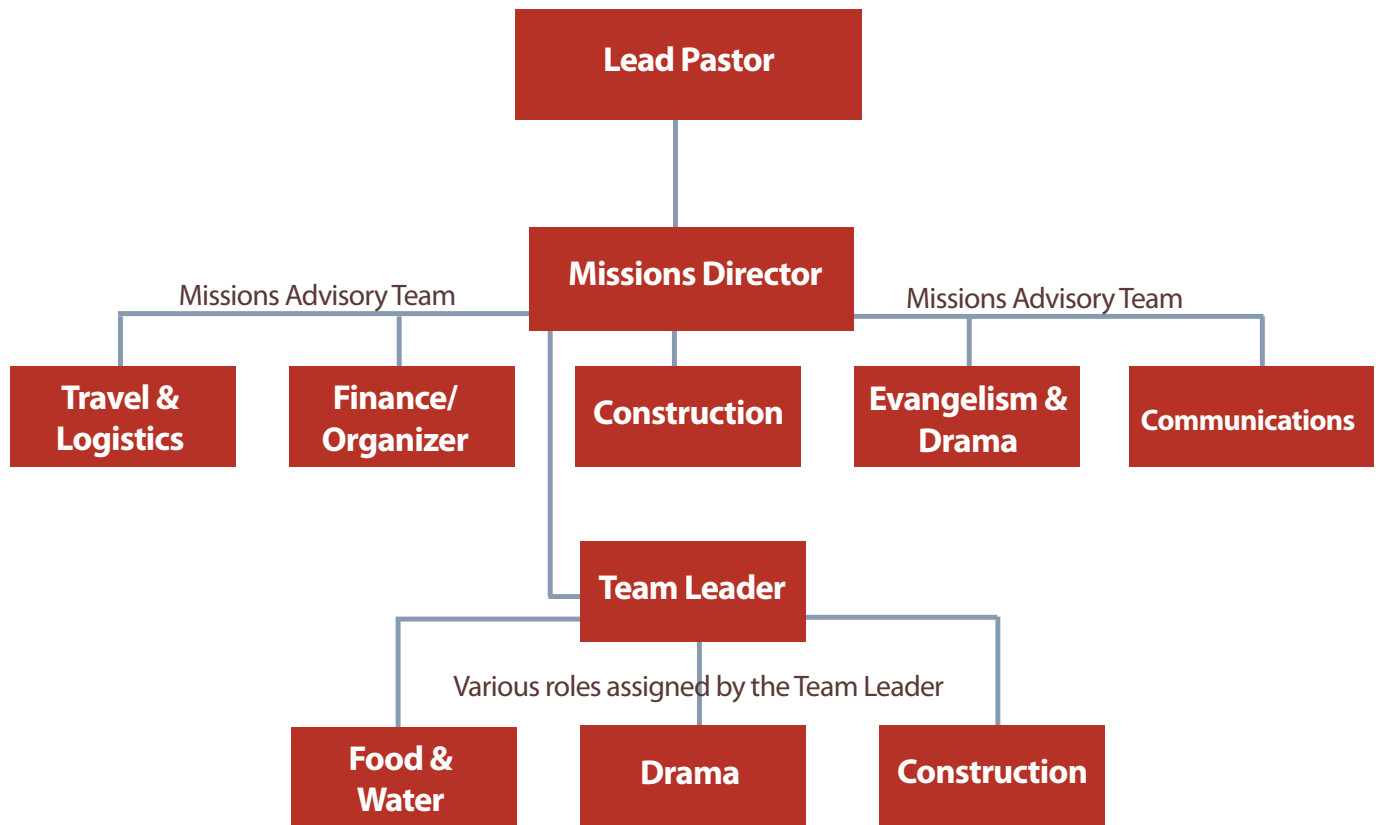 Lead Pastor
Missions Director
Missions Advisory Team
Missions Advisory Team
Travel &
Logistics
Finance/
Organizer
Construction
Evangelism &
Drama
Communications
Team Leader
Various roles assigned by the Team Leader
Food &
Water
Drama
Construction